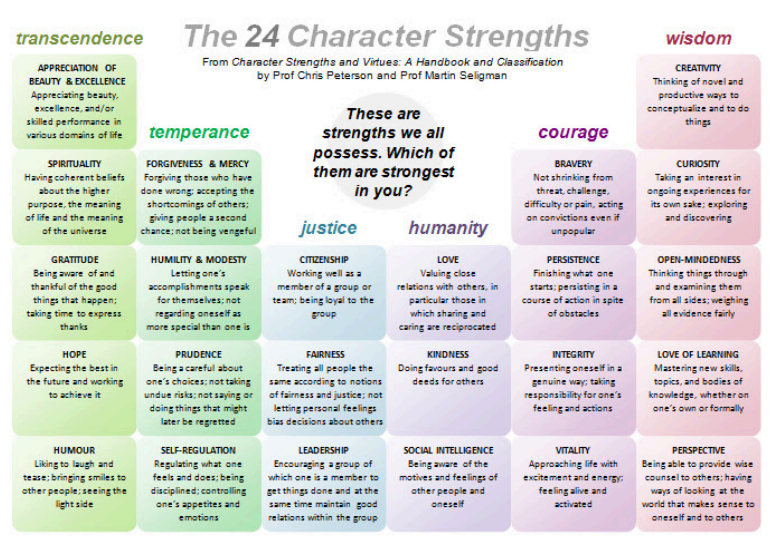 The 24 Character Strengths
From Character Strengths and Virtues: A Handbook and Classification
by Prof Chris Peterson and Prof Martin Seligman
These are
strengths we all
possess. Which of
them are strongest
in you?
transcendence
APPRECIATION OF
BEAUTY & EXCELLENCE
Appreciating beauty,
excellence, and/or
skilled performance in
various domains of life
SPIRITUALITY
Having coherent beliefs
about the higher
purpose, the meaning
of life and the meaning
of the universe
GRATITUDE
Being aware of and
thankful of the good
things that happen;
taking time to express
thanks
HOPE
Expecting the best in
the future and working
to achieve it
HUMOUR
Liking to laugh and
tease; bringing smiles to
other people; seeing the
light side
temperance
FORGIVENESS & MERCY
Forgiving those who have
done wrong; accepting the
shortcomings of others;
giving people a second
chance; not being vengeful
HUMILITY & MODESTY
Letting one's
accomplishments speak
for themselves; not
regarding oneself as
more special than one is
PRUDENCE
Being a careful about
one's choices; not taking
undue risks; not saying or
doing things that might
later be regretted
SELF-REGULATION
Regulating what one
feels and does; being
disciplined; controlling
one's appetites and
emotions
justice
CITIZENSHIP
Working well as a
member of a group or
team; being loyal to the
group
FAIRNESS
Treating all people the
same according to notions
of fairness and justice; not
letting personal feelings
bias decisions about others
LEADERSHIP
Encouraging a group of
which one is a member to
get things done and at the
same time maintain good
relations within the group
humanity
LOVE
Valuing close
relations with others, in
particular those in
which sharing and
caring are reciprocated
KINDNESS
Doing favours and good
deeds for others
SOCIAL INTELLIGENCE
Being aware of the
motives and feelings of
other people and
oneself
courage
BRAVERY
Not shrinking from
threat, challenge,
difficulty or pain, acting
on convictions even if
unpopular
PERSISTENCE
Finishing what one
starts; persisting in a
course of action in spite
of obstacles
INTEGRITY
Presenting oneself in a
genuine way; taking
responsibility for one's
feeling and actions
VITALITY
Approaching life with
excitement and energy;
feeling alive and
activated
wisdom
CREATIVITY
Thinking of novel and
productive ways to
conceptualize and to do
things
CURIOSITY
Taking an interest in
ongoing experiences for
its own sake; exploring
and discovering
OPEN-MINDEDNESS
Thinking things through
and examining them
from all sides; weighing
all evidence fairly
LOVE OF LEARNING
Mastering new skills,
topics, and bodies of
knowledge, whether on
one's own or formally
PERSPECTIVE
Being able to provide wise
counsel to others; having
ways of looking at the
world that makes sense to
oneself and to others